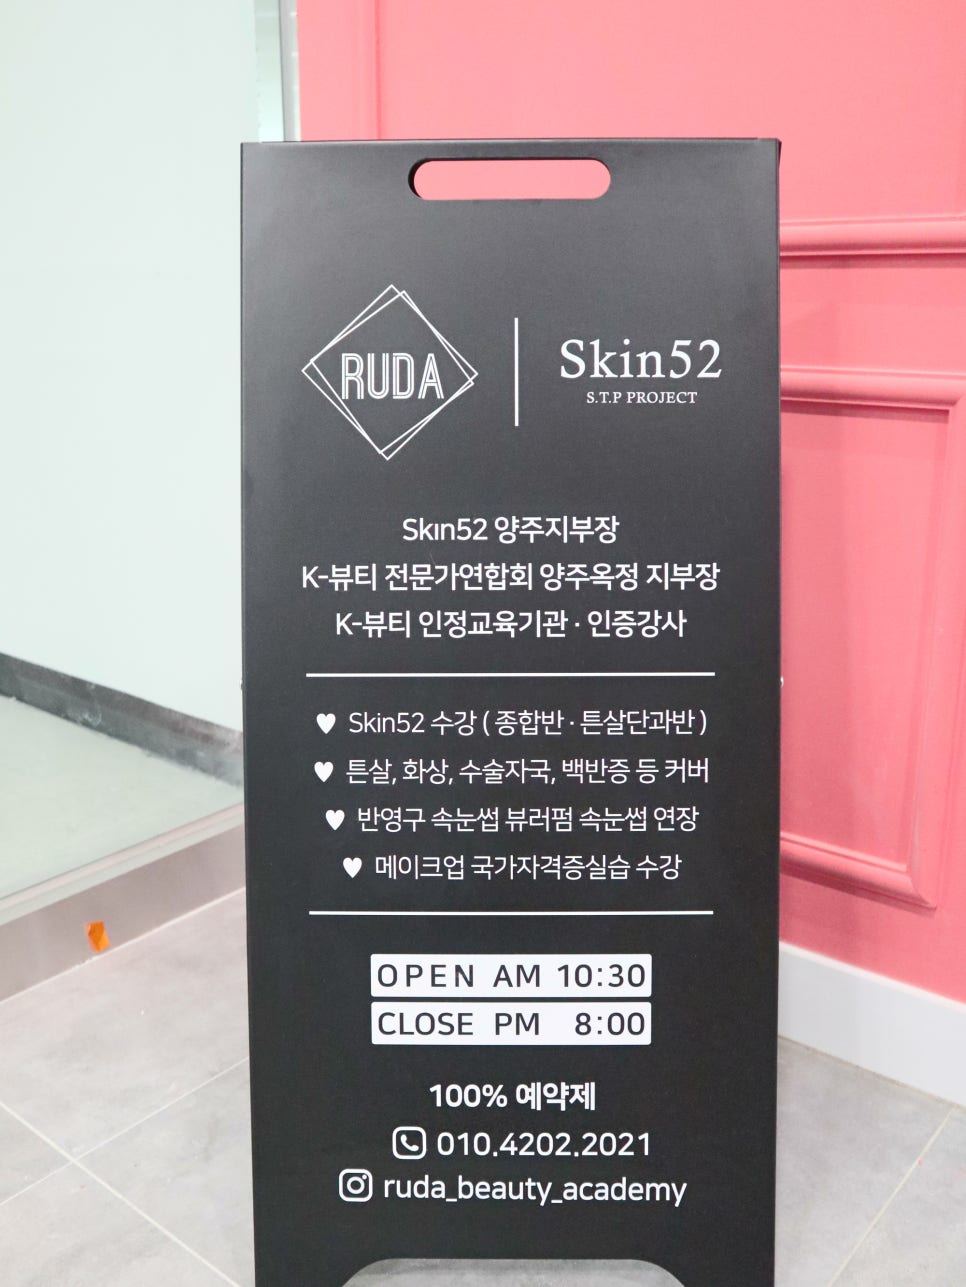 RUDA
Skin52
S.T.P PROJECT
Skin52 양주지부장
K-뷰티 전문가연합회 양주옥정 지부장
K-뷰티 인정교육기관 · 인증강사
♥ Skin52 수강 ( 종합반 · 튼살단과반 )
♥ 튼살, 화상, 수술자국, 백반증 등 커버
♥ 반영구 속눈썹 뷰러펌 속눈썹 연장
♥ 메이크업 국가자격증실습 수강
OPEN AM 10:30
CLOSE PM 8:00
100% 예약제
010.4202.2021
ruda_beauty_academy